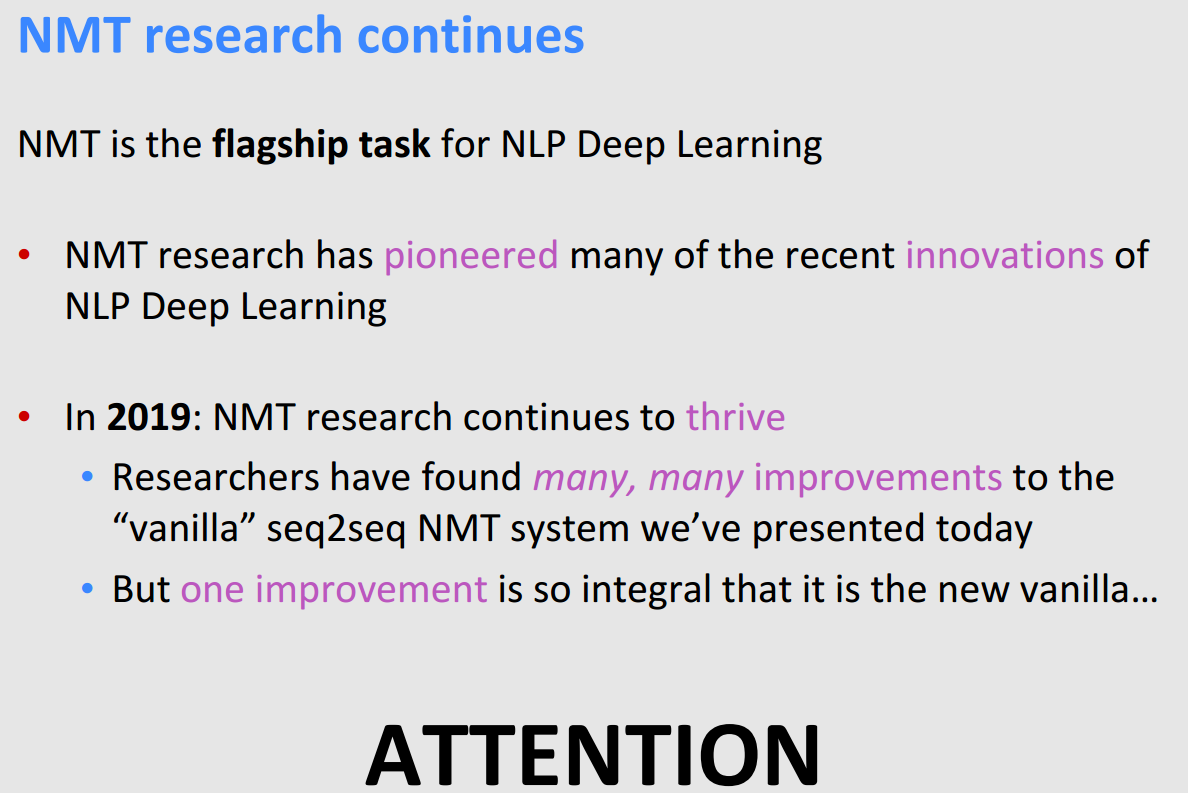 NMT research continues
NMT is the flagship task for NLP Deep Learning
• NMT research has pioneered many of the recent innovations of
NLP Deep Learning
• In 2019: NMT research continues to thrive
• Researchers have found many, many improvements to the
“vanilla” seq2seq NMT system we’ve presented today
• But one improvement is so integral that it is the new vanilla…
ATTENTION